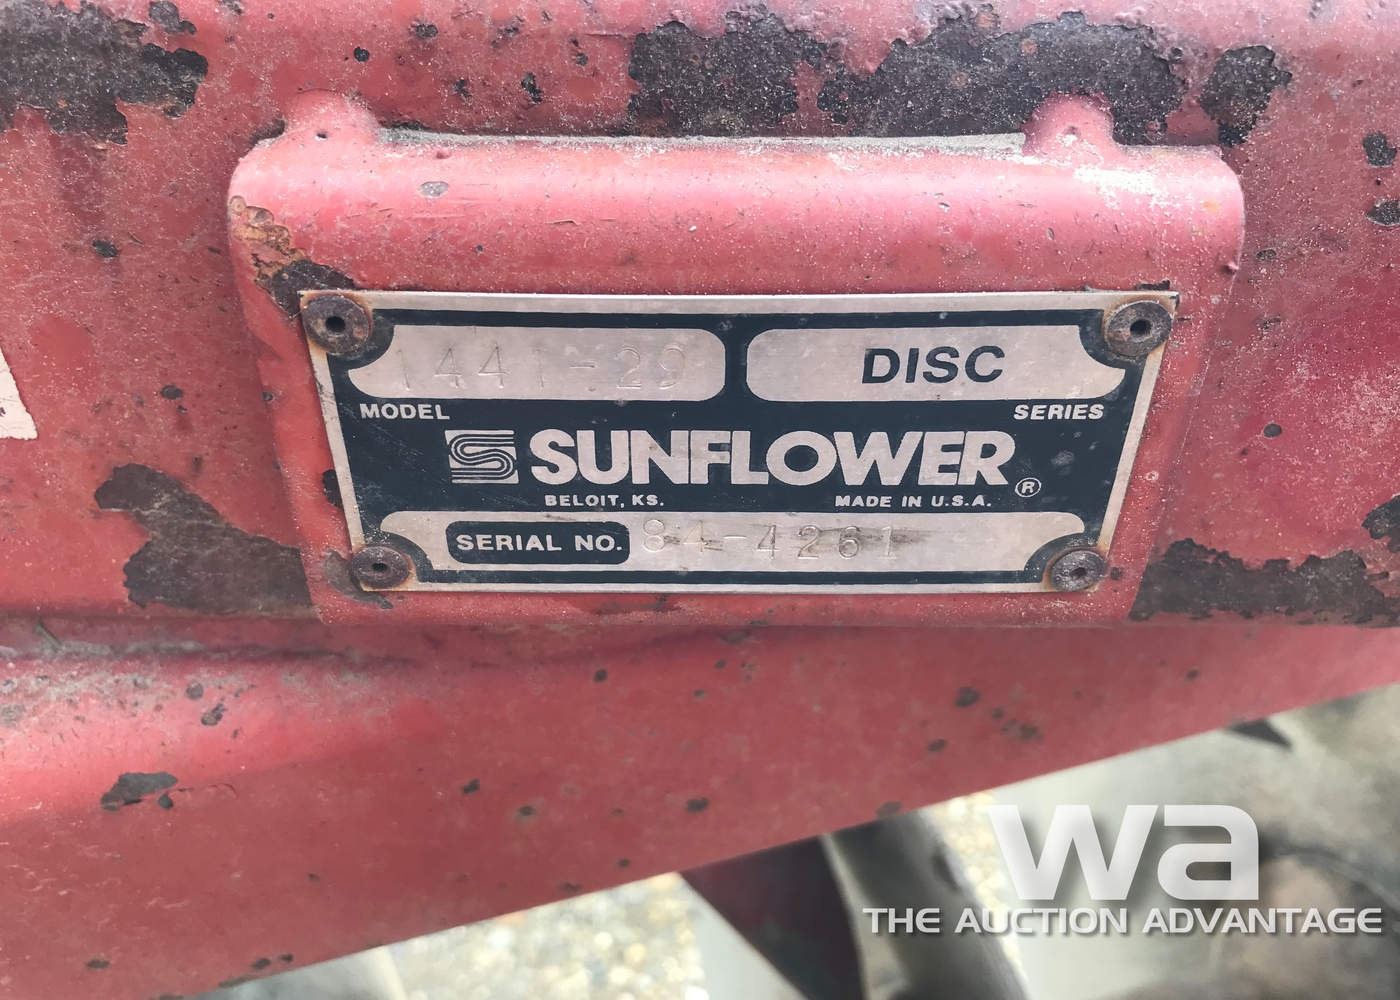 1441-29 DISC
MODEL SERIES
SUNFLOWER ®
BELOIT, KS. MADE IN U.S.A.
SERIAL NO. 84-4261
wa
THE AUCTION ADVANTAGE